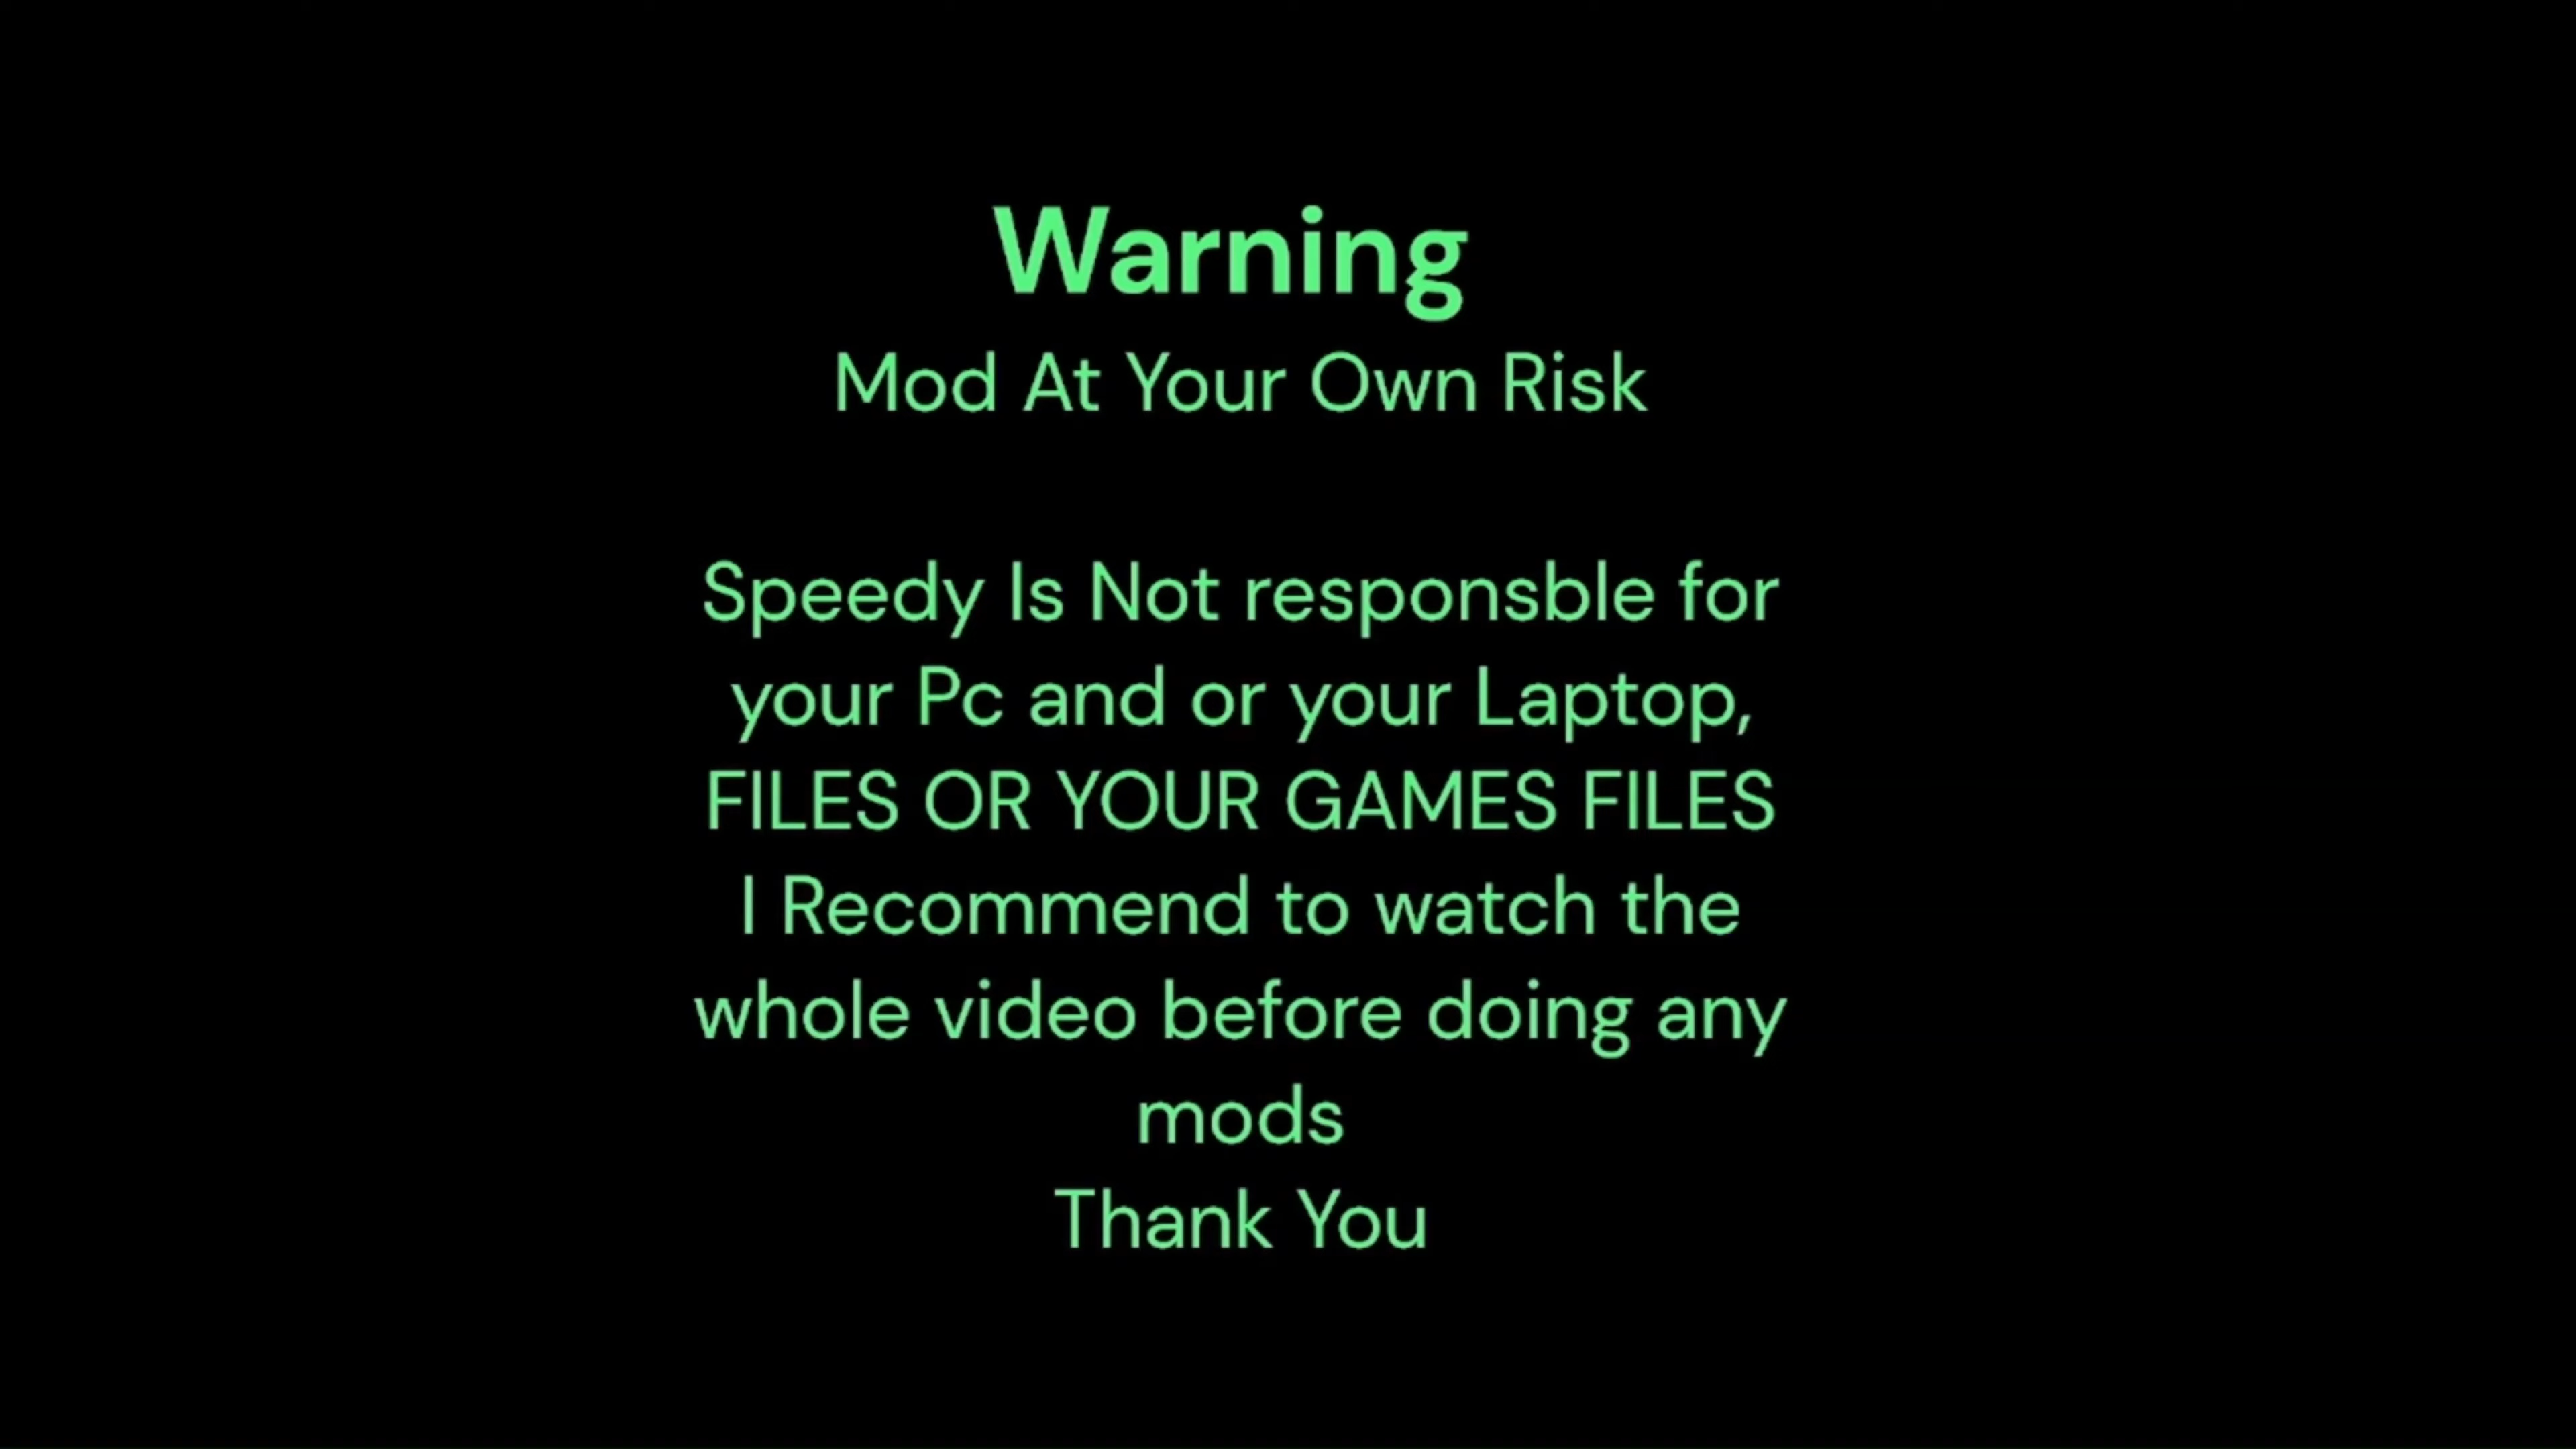 Warning
Mod At Your Own Risk
Speedy Is Not responsble for
your Pc and or your Laptop,
FILES OR YOUR GAMES FILES
I Recommend to watch the
whole video before doing any
mods
Thank You